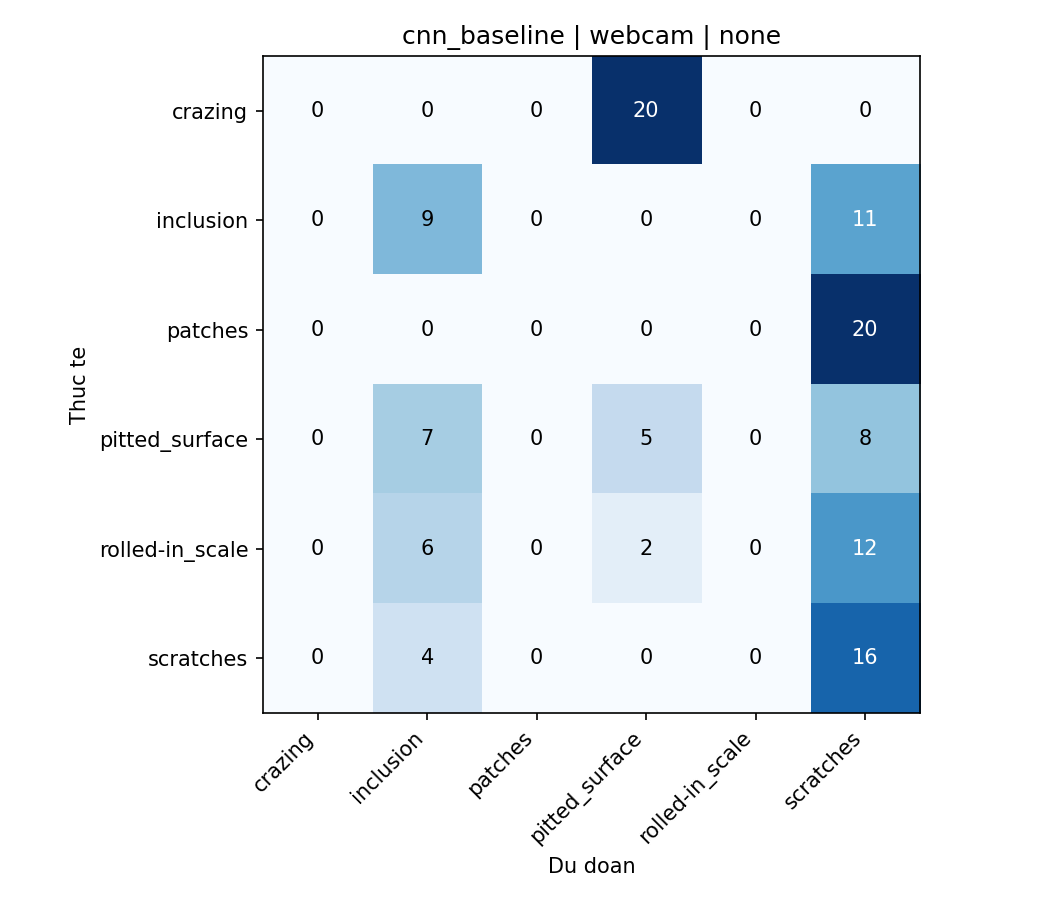 cnn_baseline | webcam | none
crazing 0 0 0 20 0 0
inclusion 0 9 0 0 0 11
patches 0 0 0 0 0 20
Thuc te
pitted_surface 0 7 0 5 0 8
rolled-in_scale 0 6 0 2 0 12
scratches 0 4 0 0 0 16
crazing inclusion patches pitted_surface rolled-in_scale scratches
Du doan